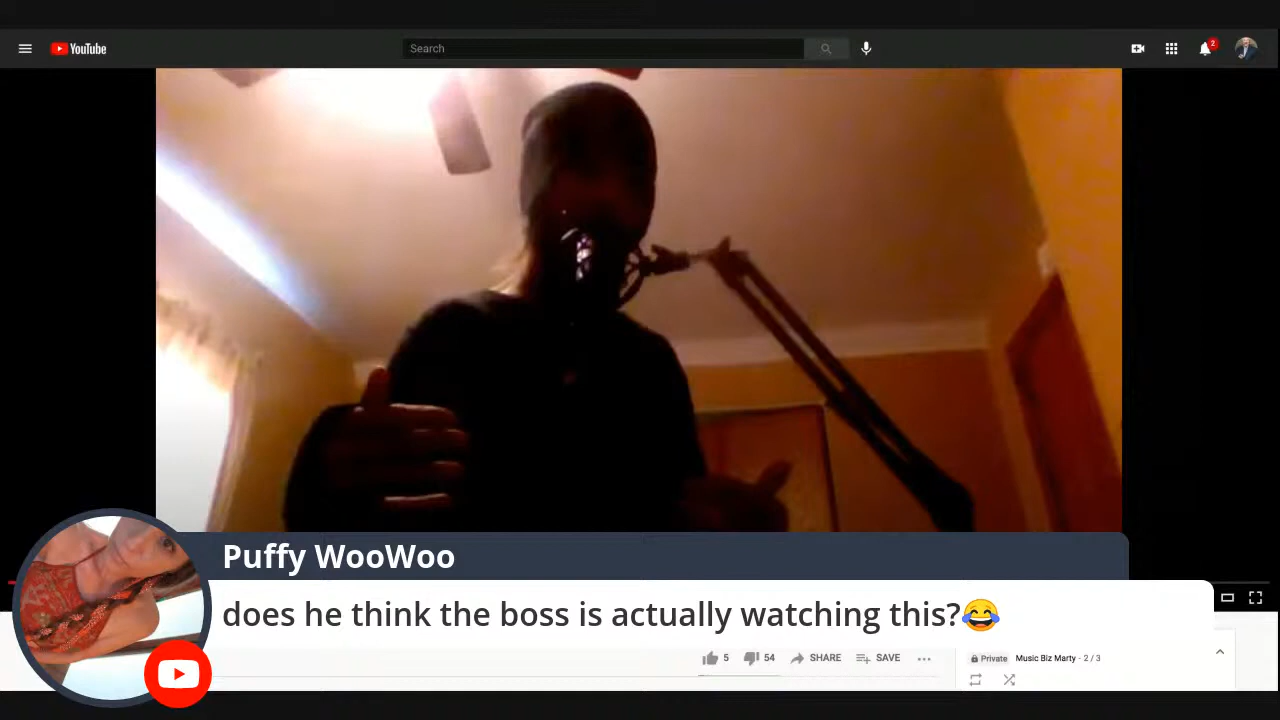 YouTube
Search
2
Puffy WooWoo
does he think the boss is actually watching this?😂
5 54 SHARE SAVE
Private Music Biz Marty - 2 / 3